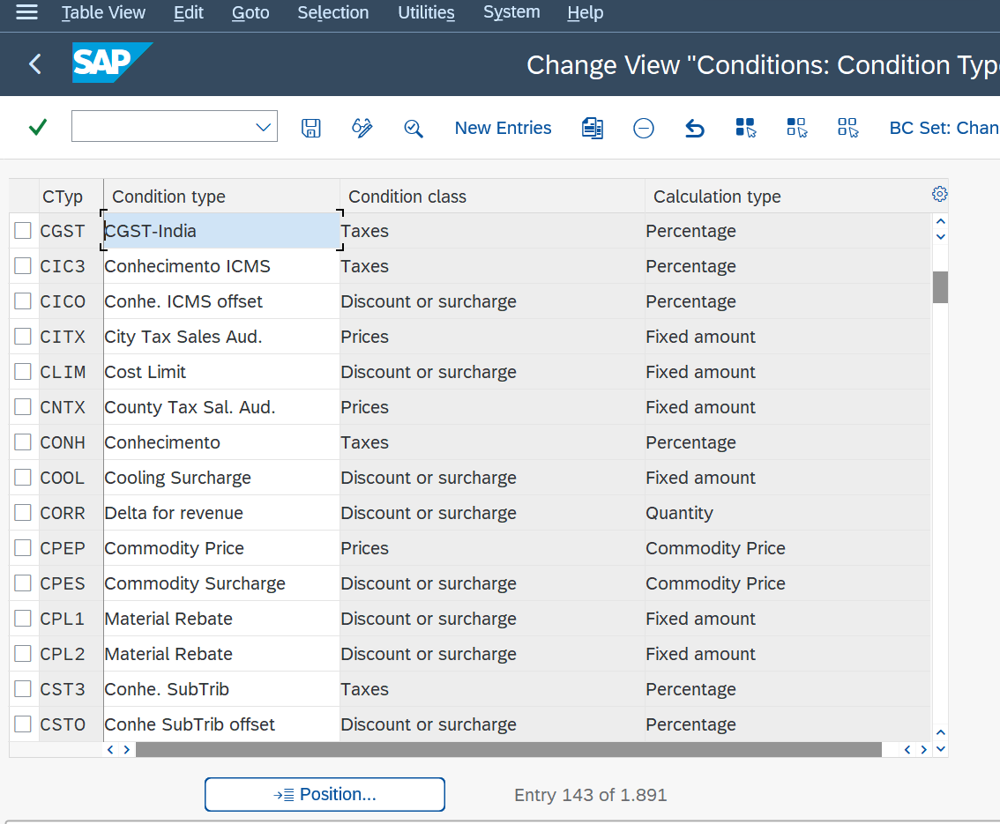 Table View Edit Goto Selection Utilities System Help
SAP Change View "Conditions: Condition Type
New Entries BC Set: Chan
CTyp Condition type Condition class Calculation type
CGST CGST-India Taxes Percentage
CIC3 Conhecimento ICMS Taxes Percentage
CICO Conhe. ICMS offset Discount or surcharge Percentage
CITX City Tax Sales Aud. Prices Fixed amount
CLIM Cost Limit Discount or surcharge Fixed amount
CNTX County Tax Sal. Aud. Prices Fixed amount
CONH Conhecimento Taxes Percentage
COOL Cooling Surcharge Discount or surcharge Fixed amount
CORR Delta for revenue Discount or surcharge Quantity
CPEP Commodity Price Prices Commodity Price
CPES Commodity Surcharge Discount or surcharge Commodity Price
CPL1 Material Rebate Discount or surcharge Fixed amount
CPL2 Material Rebate Discount or surcharge Fixed amount
CST3 Conhe. SubTrib Taxes Percentage
CSTO Conhe SubTrib offset Discount or surcharge Percentage
Position... Entry 143 of 1.891